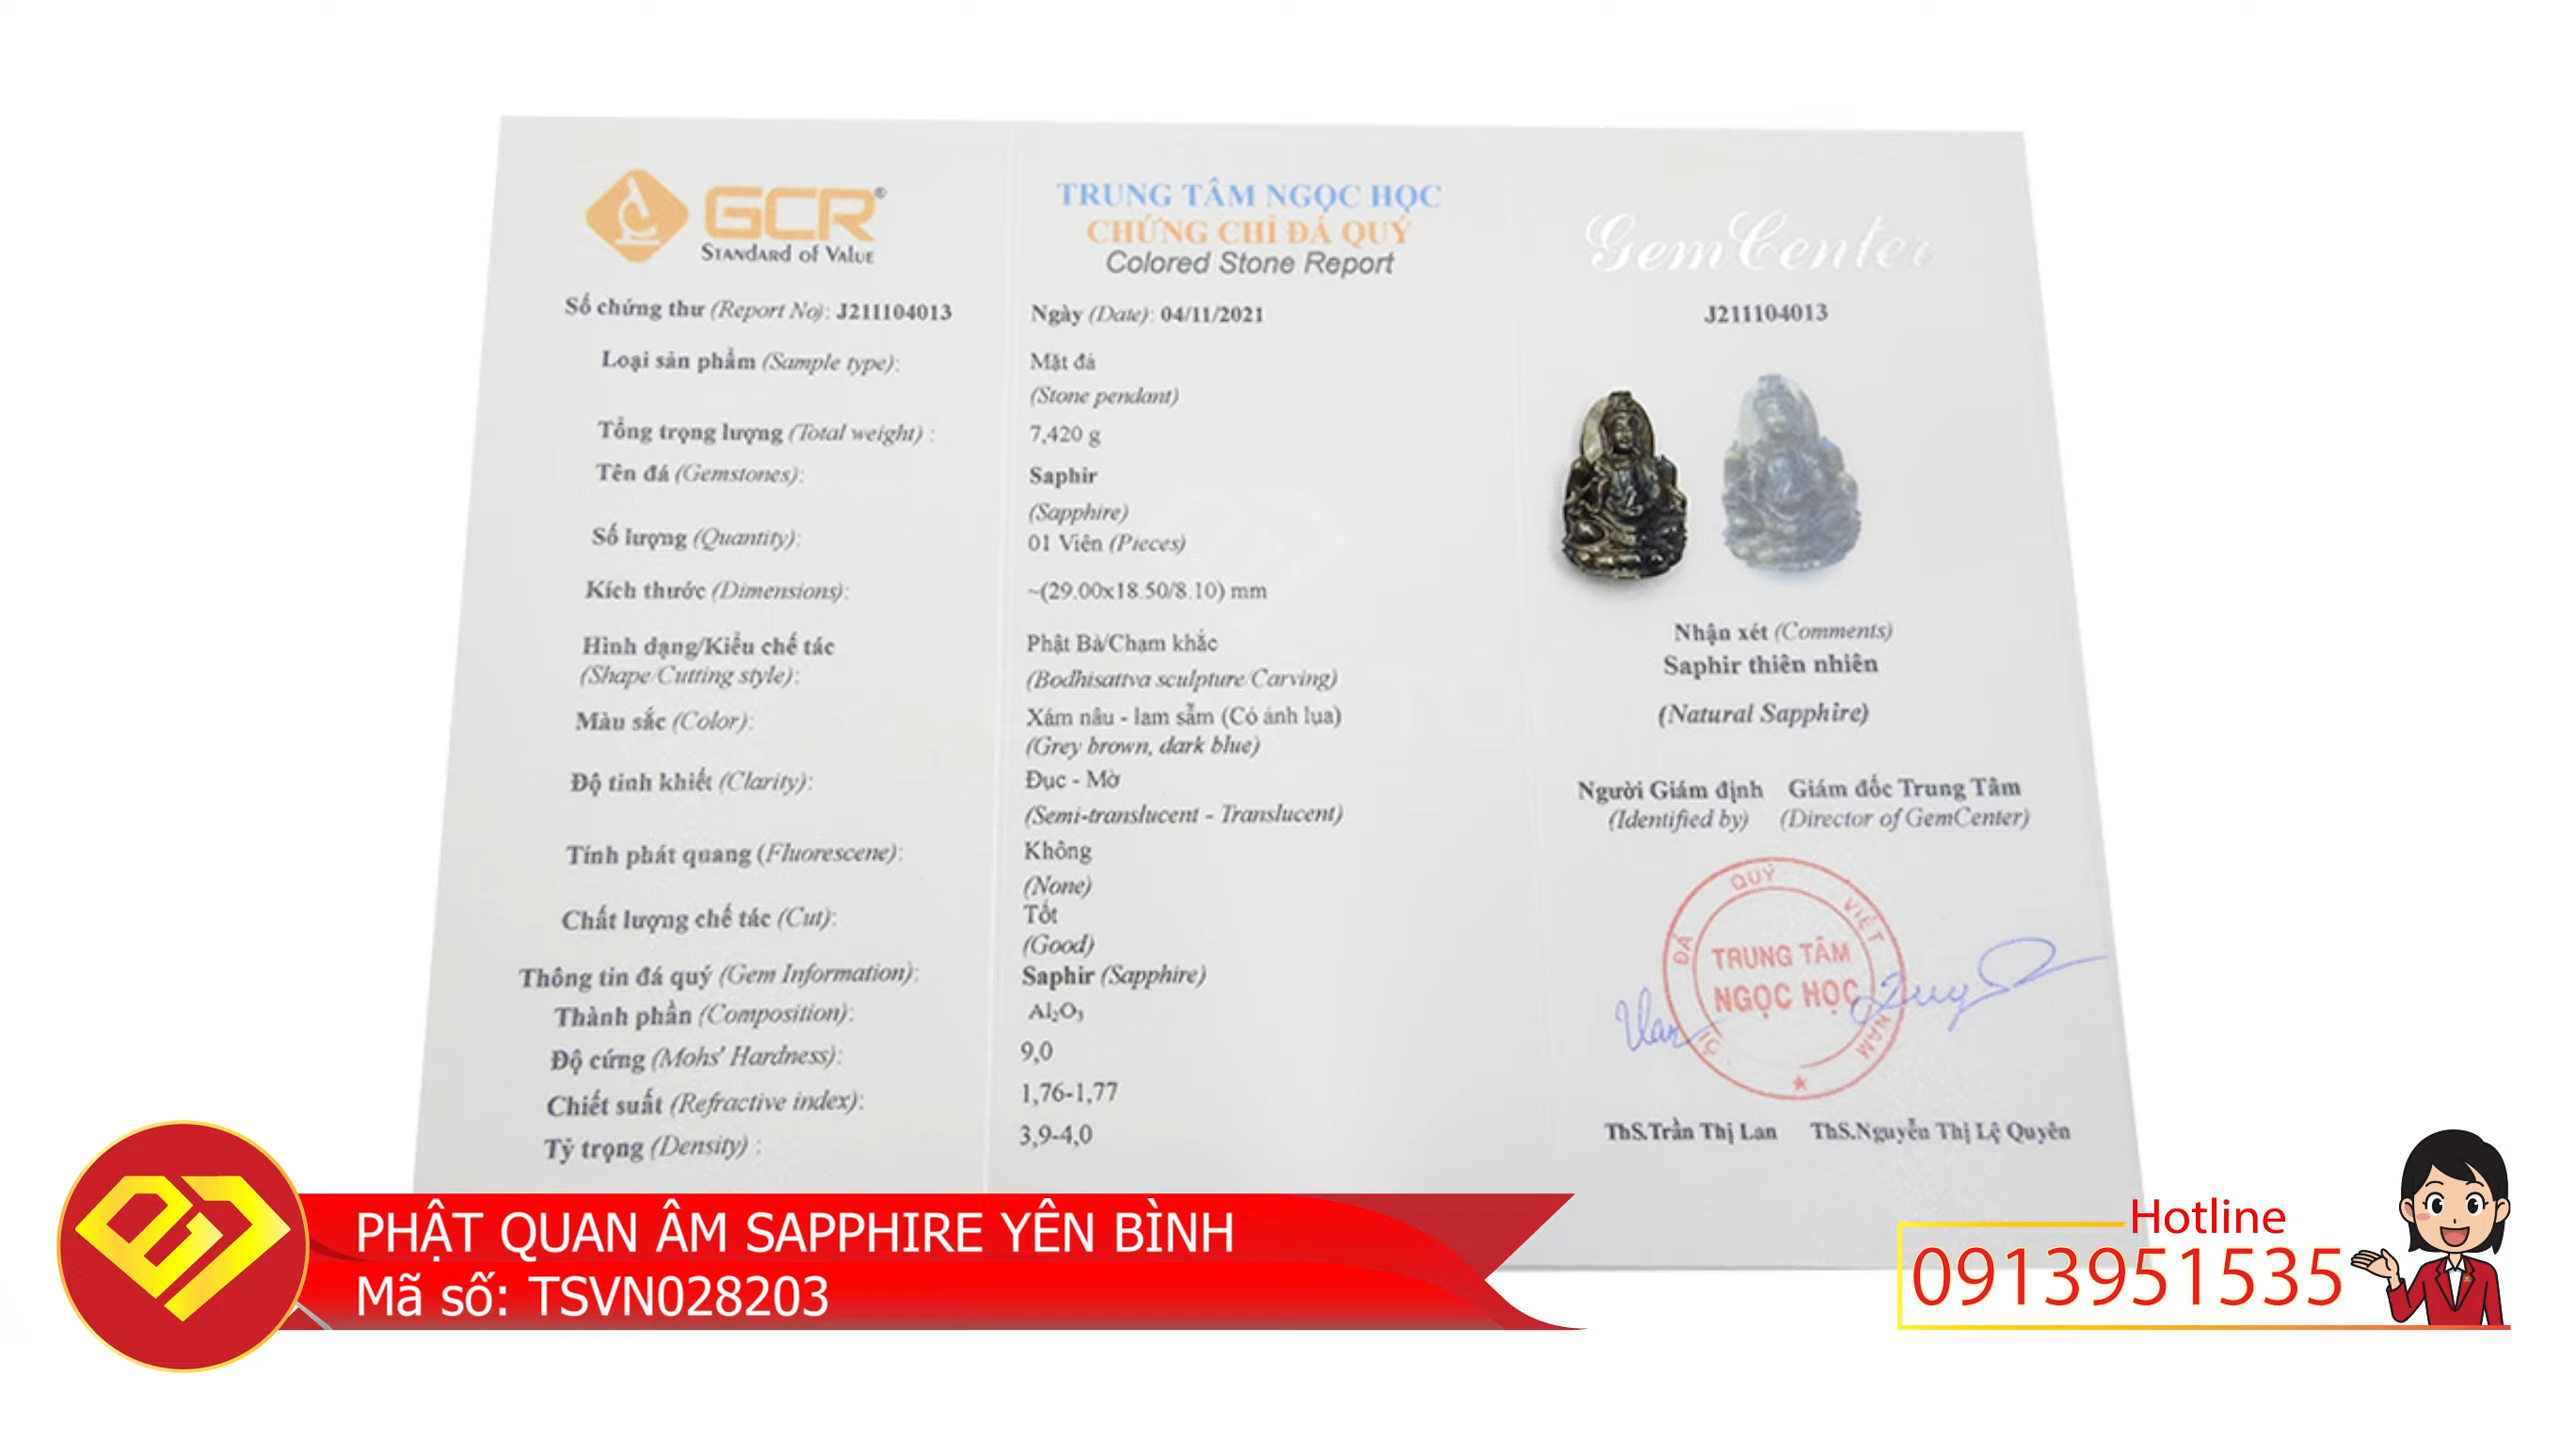 GCR®
STANDARD of VALUE
TRUNG TÂM NGỌC HỌC
CHỨNG CHỈ ĐÁ QUÝ
Colored Stone Report
GemCenter
Số chứng thư (Report No): J211104013
Ngày (Date): 04/11/2021
J211104013
Loại sản phẩm (Sample type):
Mặt đá
(Stone pendant)
Tổng trọng lượng (Total weight) :
7,420 g
Tên đá (Gemstones):
Saphir
(Sapphire)
Số lượng (Quantity):
01 Viên (Pieces)
Kích thước (Dimensions):
~(29.00x18.50/8.10) mm
Hình dạng/Kiểu chế tác
(Shape/Cutting style):
Phật Bà/Chạm khắc
(Bodhisattva sculpture/Carving)
Màu sắc (Color):
Xám nâu - lam sẫm (Có ánh lụa)
(Grey brown, dark blue)
Độ tinh khiết (Clarity):
Đục - Mờ
(Semi-translucent - Translucent)
Tính phát quang (Fluorescene):
Không
(None)
Chất lượng chế tác (Cut):
Tốt
(Good)
Thông tin đá quý (Gem Information):
Saphir (Sapphire)
Thành phần (Composition):
Al₂O₃
Độ cứng (Mohs' Hardness):
9,0
Chiết suất (Refractive index):
1,76-1,77
Tỷ trọng (Density) :
3,9-4,0
Nhận xét (Comments)
Saphir thiên nhiên
(Natural Sapphire)
Người Giám định Giám đốc Trung Tâm
(Identified by) (Director of GemCenter)
ĐÁ QUÝ VIỆT NAM
TRUNG TÂM
NGỌC HỌC
ThS.Trần Thị Lan ThS.Nguyễn Thị Lệ Quyên
PHẬT QUAN ÂM SAPPHIRE YÊN BÌNH
Mã số: TSVN028203
Hotline
0913951535